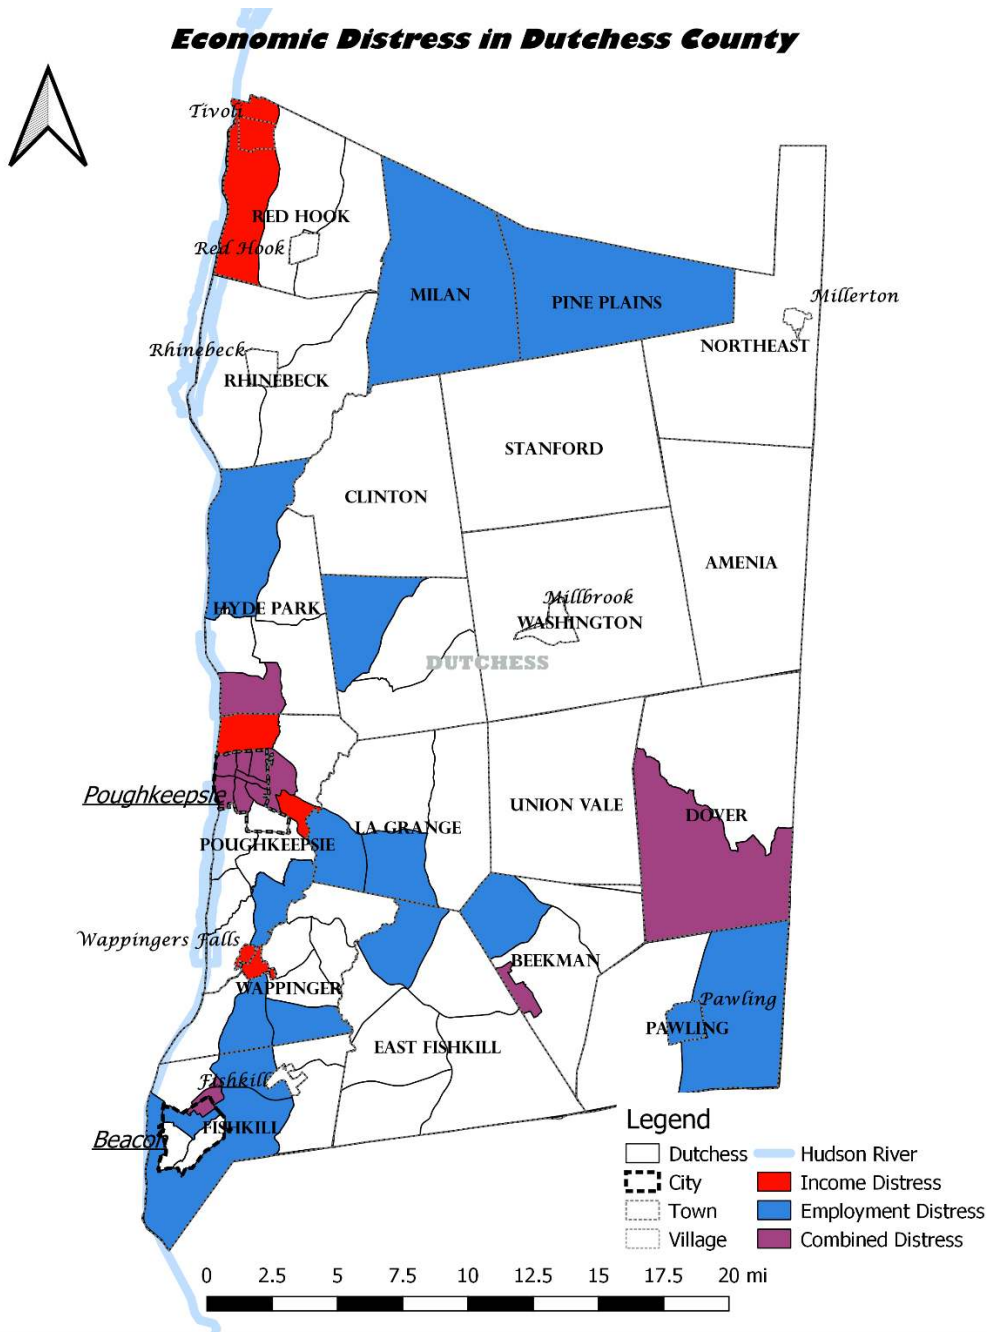 Economic Distress in Dutchess County
Tivoli
RED HOOK
Red Hook
MILAN
PINE PLAINS
Millerton
NORTHEAST
Rhinebeck
RHINEBECK
STANFORD
CLINTON
AMENIA
Millbrook
HYDE PARK
WASHINGTON
DUTCHESS
Poughkeepsie
UNION VALE
DOVER
LA GRANGE
POUGHKEEPSIE
Wappingers Falls
BEEKMAN
WAPPINGER
Pawling
PAWLING
EAST FISHKILL
Fishkill
FISHKILL
Beacon
Legend
Dutchess
City
Town
Village
Hudson River
Income Distress
Employment Distress
Combined Distress
0 2.5 5 7.5 10 12.5 15 17.5 20 mi